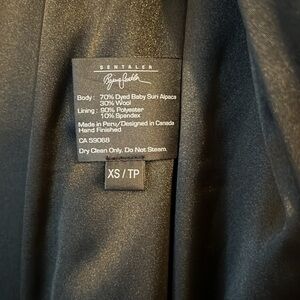 SENTALER
Body : 70% Dyed Baby Suri Alpaca
30% Wool
Lining : 90% Polyester
10% Spandex
Made in Peru/Designed in Canada
Hand Finished
CA 59088
Dry Clean Only. Do Not Steam.
XS / TP